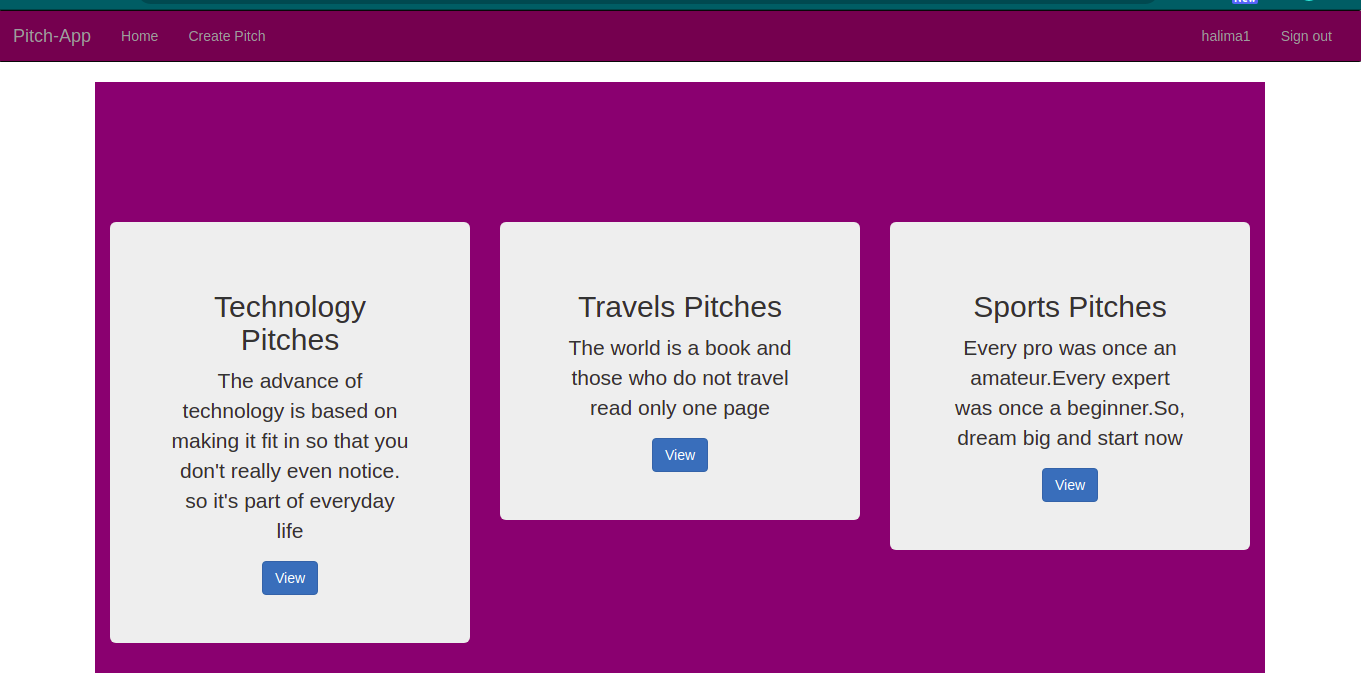 New
Pitch-App Home Create Pitch halima1 Sign out
Technology
Pitches
The advance of
technology is based on
making it fit in so that you
don't really even notice.
so it's part of everyday
life
View
Travels Pitches
The world is a book and
those who do not travel
read only one page
View
Sports Pitches
Every pro was once an
amateur.Every expert
was once a beginner.So,
dream big and start now
View